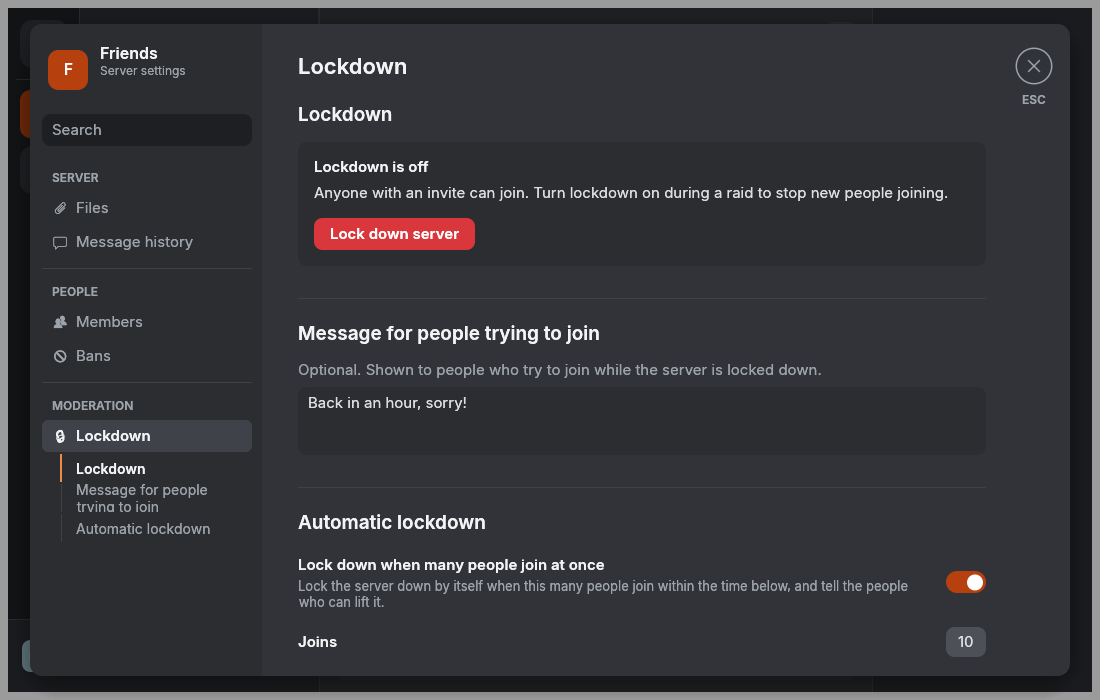 F
Friends
Server settings
Search
SERVER
Files
Message history
PEOPLE
Members
Bans
MODERATION
Lockdown
Lockdown
Message for people
trying to join
Automatic lockdown
Lockdown
ESC
Lockdown
Lockdown is off
Anyone with an invite can join. Turn lockdown on during a raid to stop new people joining.
Lock down server
Message for people trying to join
Optional. Shown to people who try to join while the server is locked down.
Back in an hour, sorry!
Automatic lockdown
Lock down when many people join at once
Lock the server down by itself when this many people join within the time below, and tell the people
who can lift it.
Joins
10